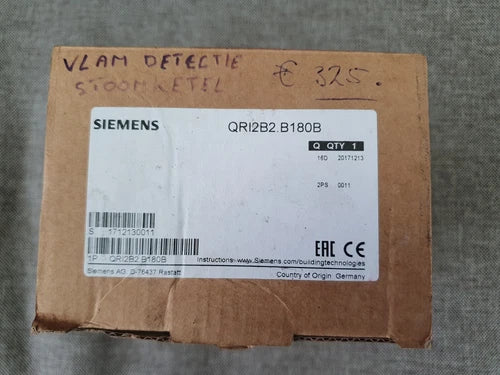 VLAM DETECTIE
STOOMKETEL
€ 325.
SIEMENS
QRI2B2.B180B
Q QTY 1
16D 20171213
2PS 0011
S 1712130011
1P QRI2B2.B180B
Siemens AG, D-76437 Rastatt
Instructions: www.Siemens.com/buildingtechnologies
EAC CE
Country of Origin: Germany